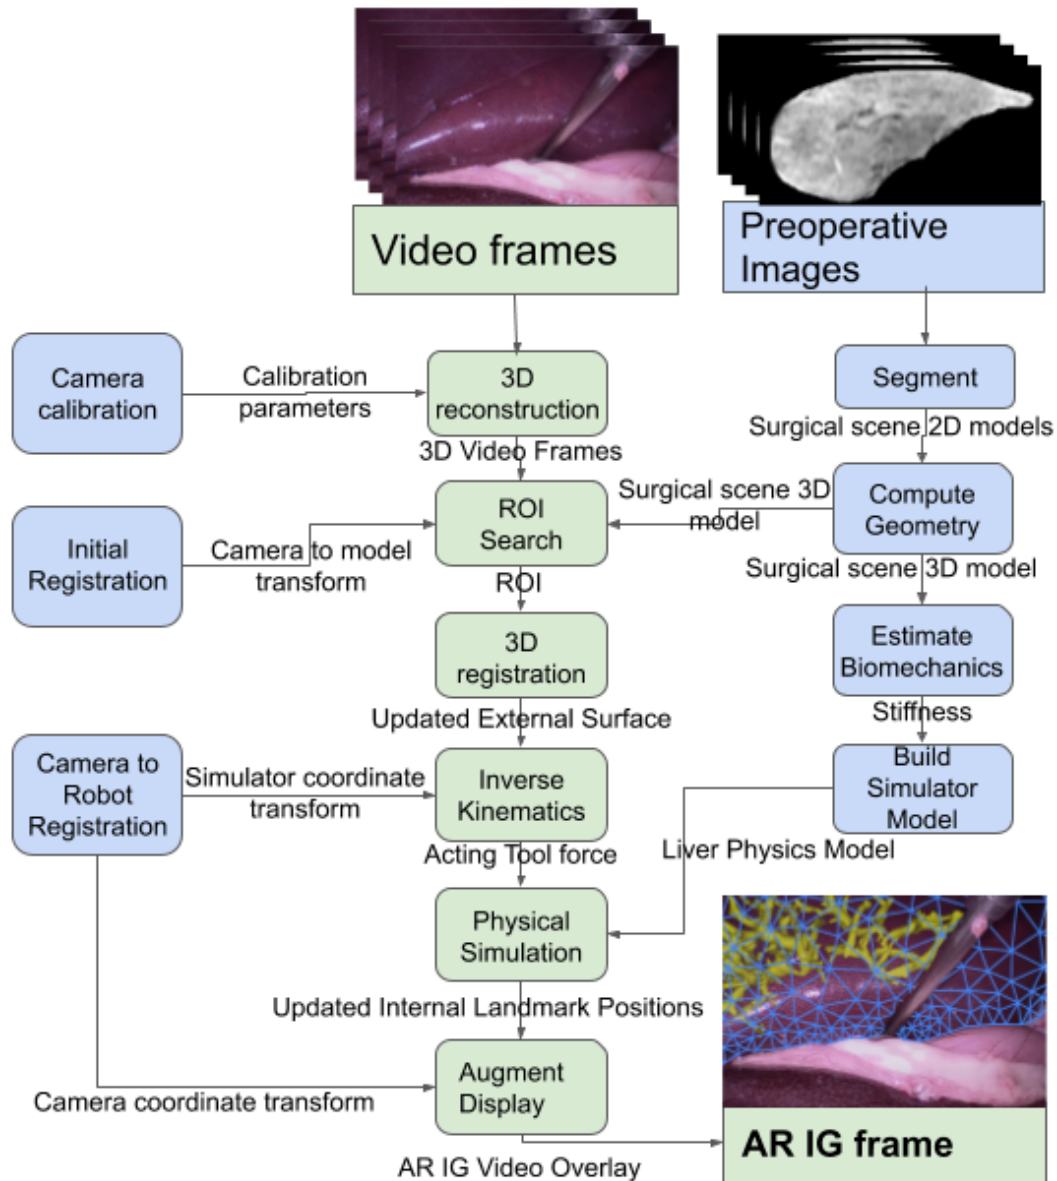 Video frames
Preoperative
Images
Camera
calibration
Calibration
parameters
3D
reconstruction
Segment
3D Video Frames
Surgical scene 2D models
Initial
Registration
Camera to model
transform
ROI
Search
Surgical scene 3D
model
Compute
Geometry
ROI
Surgical scene 3D model
3D
registration
Estimate
Biomechanics
Updated External Surface
Stiffness
Camera to
Robot
Registration
Simulator coordinate
transform
Inverse
Kinematics
Build
Simulator
Model
Acting Tool force
Liver Physics Model
Physical
Simulation
Updated Internal Landmark Positions
Augment
Display
Camera coordinate transform
AR IG Video Overlay
AR IG frame